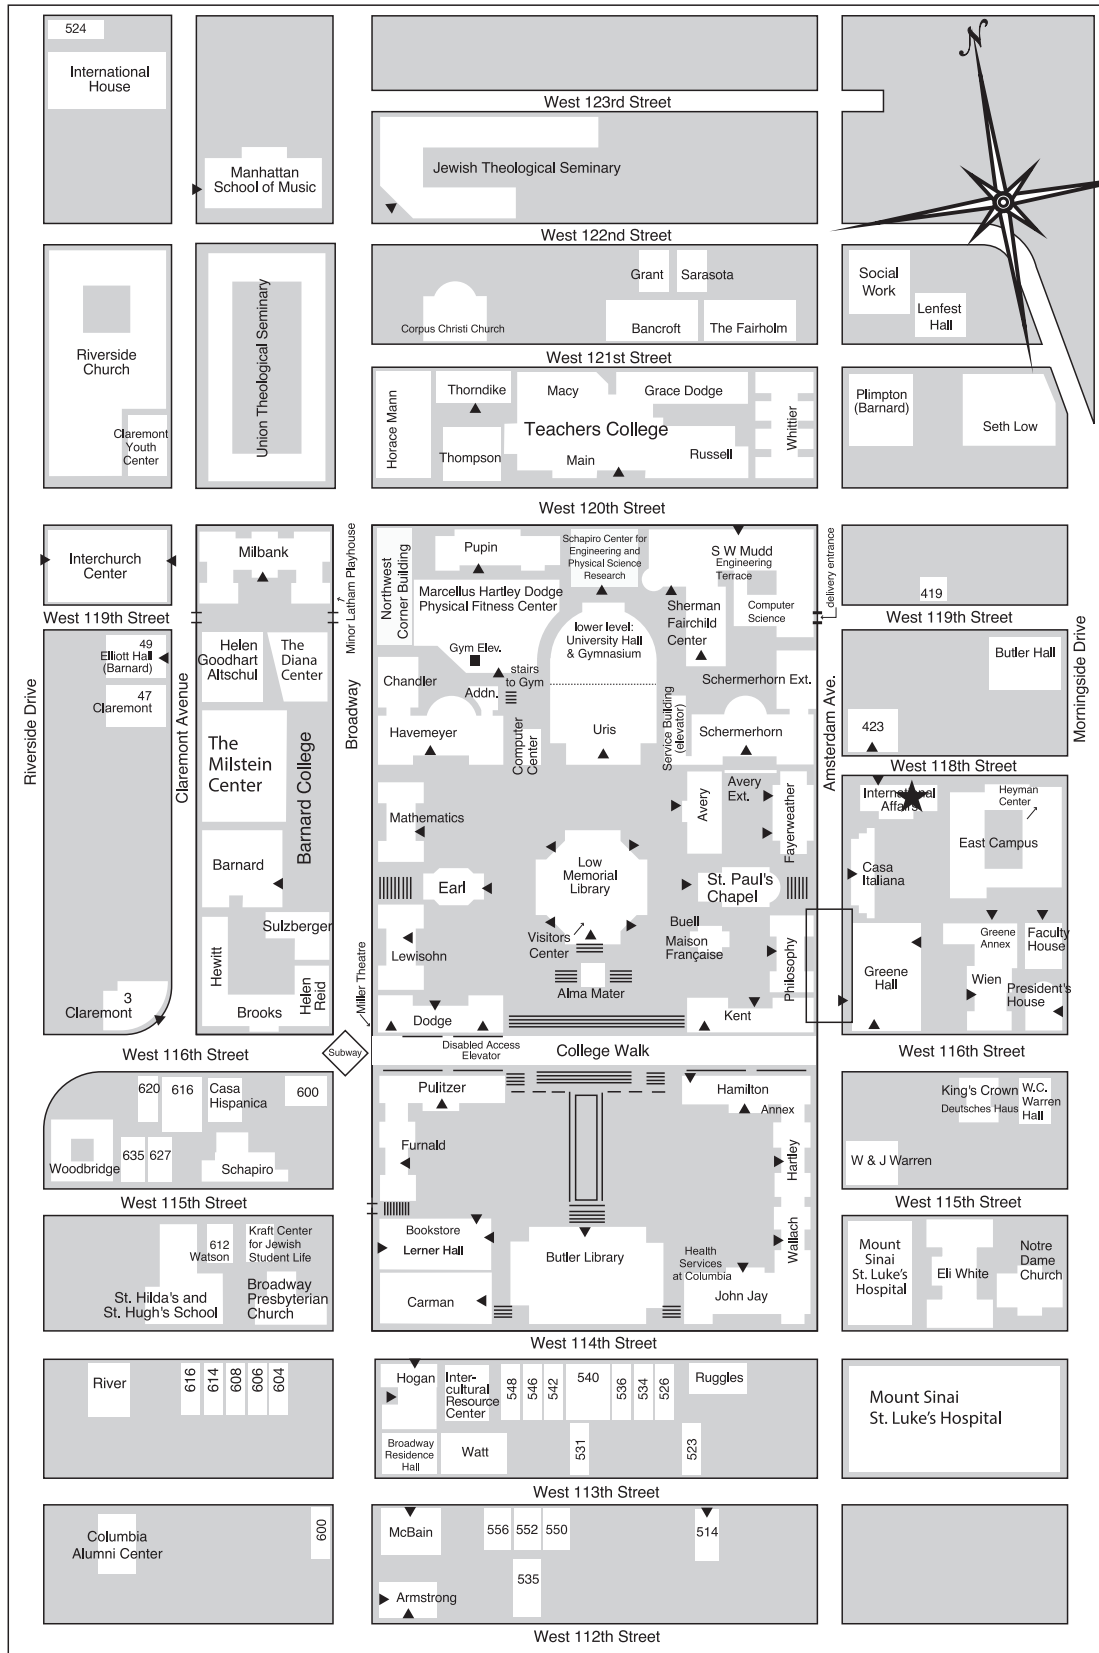 524
International
House
Manhattan
School of Music
West 123rd Street
Jewish Theological Seminary
N
West 122nd Street
Riverside
Church
Claremont
Youth
Center
Union Theological Seminary
Corpus Christi Church
Grant
Sarasota
Bancroft
The Fairholm
Social
Work
Lenfest
Hall
West 121st Street
Horace Mann
Thorndike
Thompson
Macy
Grace Dodge
Teachers College
Main
Russell
Whittier
Plimpton
(Barnard)
Seth Low
West 120th Street
Interchurch
Center
West 119th Street
Milbank
Minor Latham Playhouse
Northwest
Corner Building
Pupin
Schapiro Center for
Engineering and
Physical Science
Research
S W Mudd
Engineering
Terrace
Computer
Science
delivery entrance
419
West 119th Street
Marcellus Hartley Dodge
Physical Fitness Center
lower level:
University Hall
& Gymnasium
Sherman
Fairchild
Center
49
Elliott Hall
(Barnard)
47
Claremont
Helen
Goodhart
Altschul
The
Diana
Center
Gym Elev.
stairs
to Gym
Addn.
Chandler
Schermerhorn Ext.
Butler Hall
423
Riverside Drive
Claremont Avenue
Broadway
Amsterdam Ave.
Morningside Drive
The
Milstein
Center
Barnard College
Havemeyer
Computer
Center
Uris
Service Building
(elevator)
Schermerhorn
West 118th Street
Mathematics
Avery
Avery
Ext.
Fayerweather
International
Affairs
Heyman
Center
East Campus
Barnard
Earl
Low
Memorial
Library
St. Paul's
Chapel
Casa
Italiana
Sulzberger
Hewitt
Helen
Reid
Brooks
Miller Theatre
Lewisohn
Visitors
Center
Buell
Maison
Française
Philosophy
Greene
Hall
Greene
Annex
Faculty
House
Wien
President's
House
3
Claremont
Alma Mater
Dodge
Kent
West 116th Street
Subway
Disabled Access
Elevator
College Walk
West 116th Street
620
616
Casa
Hispanica
600
Woodbridge
635
627
Schapiro
Pulitzer
Hamilton
Annex
Furnald
Hartley
King's Crown
Deutsches Haus
W.C.
Warren
Hall
W & J Warren
West 115th Street
West 115th Street
612
Watson
Kraft Center
for Jewish
Student Life
St. Hilda's and
St. Hugh's School
Broadway
Presbyterian
Church
Bookstore
Lerner Hall
Carman
Butler Library
Health
Services
at Columbia
John Jay
Wallach
Mount
Sinai
St. Luke's
Hospital
Eli White
Notre
Dame
Church
West 114th Street
River
616
614
608
606
604
Hogan
Inter-
cultural
Resource
Center
548
546
542
540
536
534
526
Ruggles
Broadway
Residence
Hall
Watt
531
523
Mount Sinai
St. Luke's Hospital
West 113th Street
Columbia
Alumni Center
600
McBain
556
552
550
514
535
Armstrong
West 112th Street